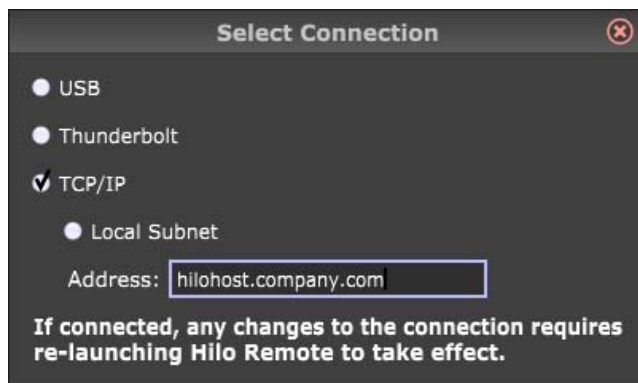 Select Connection
USB
Thunderbolt
TCP/IP
Local Subnet
Address: hilohost.company.com
If connected, any changes to the connection requires
re-launching Hilo Remote to take effect.